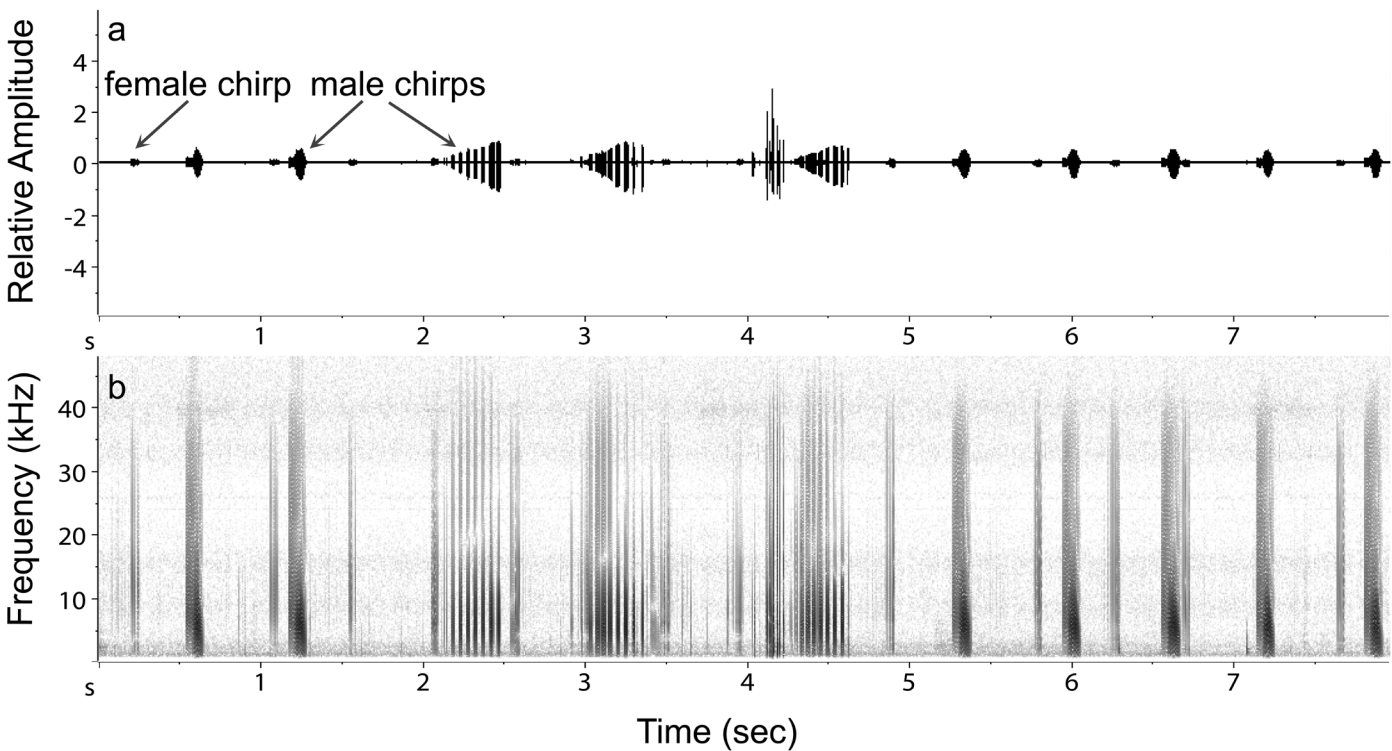 a
Relative Amplitude
4
2
0
-2
-4
female chirp male chirps
s 1 2 3 4 5 6 7
b
Frequency (kHz)
40
30
20
10
s 1 2 3 4 5 6 7
Time (sec)